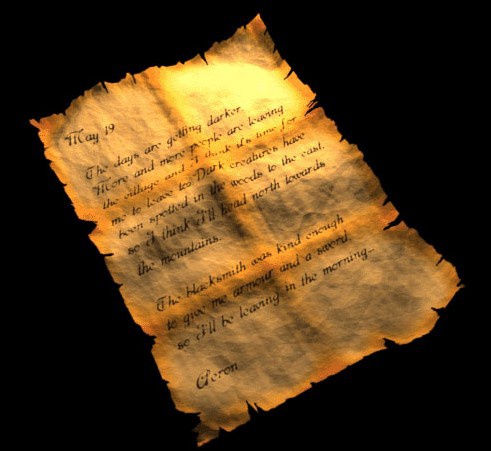 May 19
The days are getting darker.
More and more people are leaving
the village and I think it's time for
me to leave too. Dark creatures have
been spotted in the woods to the east,
so I think I'll head north towards
the mountains.
The blacksmith was kind enough
to give me armour and a sword,
so I'll be leaving in the morning...
Aeron